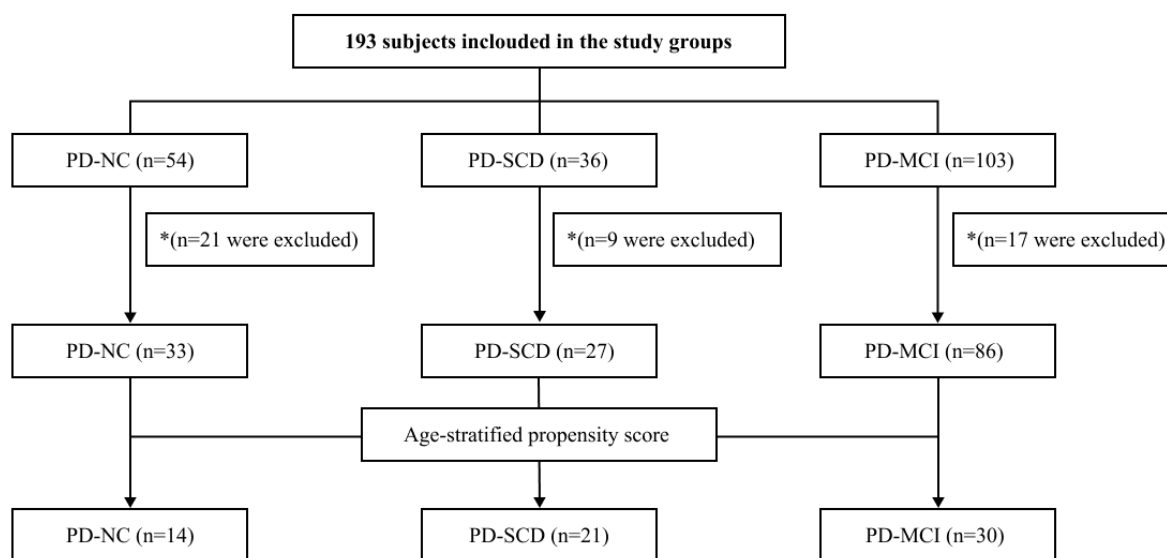 193 subjects inclouded in the study groups
PD-NC (n=54)
PD-SCD (n=36)
PD-MCI (n=103)
*(n=21 were excluded)
*(n=9 were excluded)
*(n=17 were excluded)
PD-NC (n=33)
PD-SCD (n=27)
PD-MCI (n=86)
Age-stratified propensity score
PD-NC (n=14)
PD-SCD (n=21)
PD-MCI (n=30)